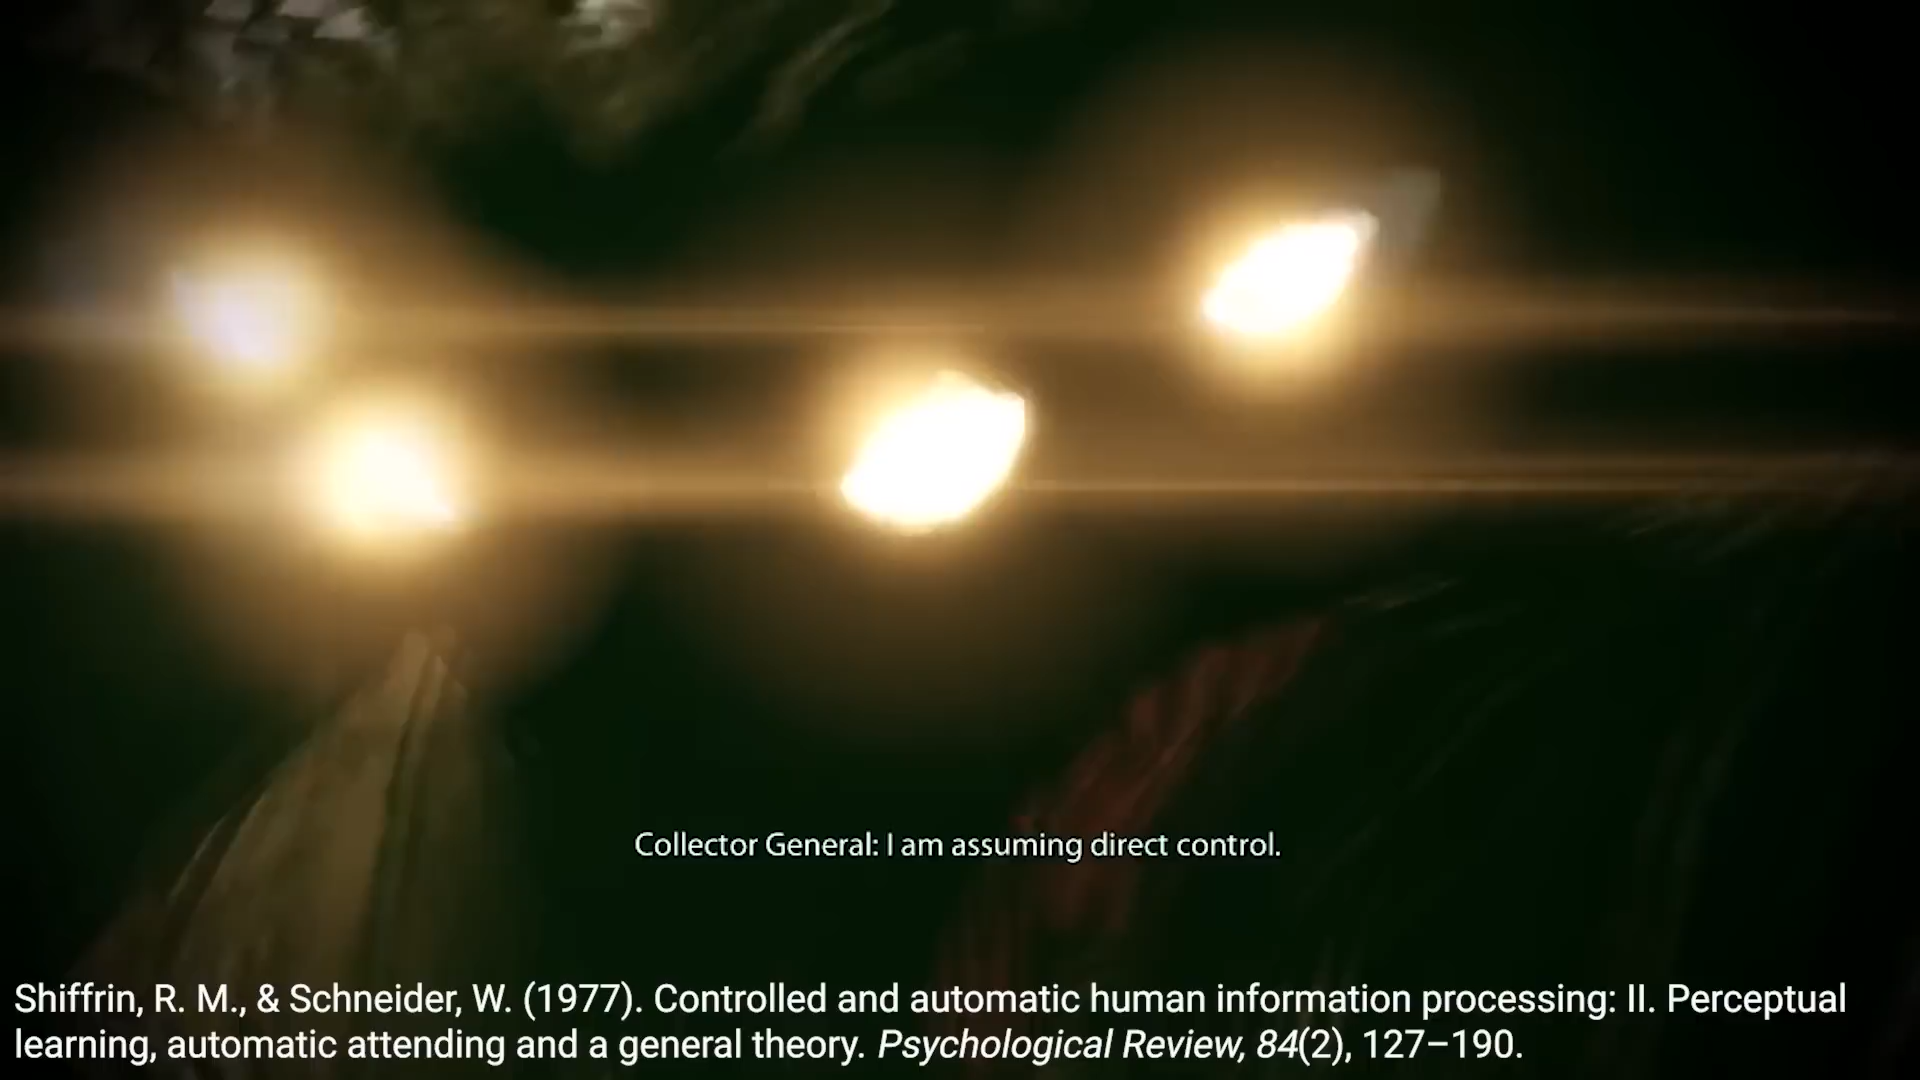 Collector General: I am assuming direct control.
Shiffrin, R. M., & Schneider, W. (1977). Controlled and automatic human information processing: II. Perceptual
learning, automatic attending and a general theory. Psychological Review, 84(2), 127–190.